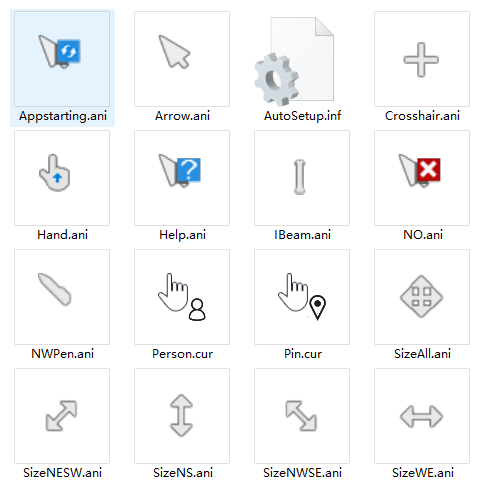 Appstarting.ani
Arrow.ani
AutoSetup.inf
Crosshair.ani
Hand.ani
Help.ani
IBeam.ani
NO.ani
NWPen.ani
Person.cur
Pin.cur
SizeAll.ani
SizeNESW.ani
SizeNS.ani
SizeNWSE.ani
SizeWE.ani